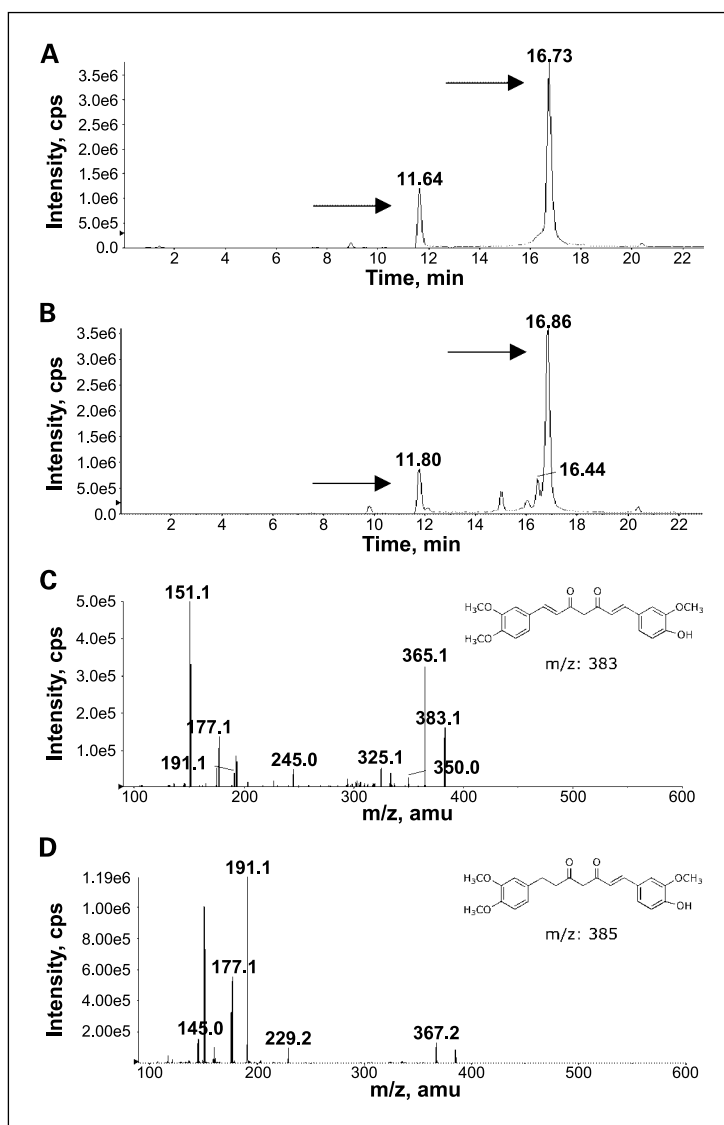 A
16.73
3.5e6
3.0e6
2.5e6
2.0e6
1.5e6
1.0e6
5.0e5
0.0
11.64
Intensity, cps
2 4 6 8 10 12 14 16 18 20 22
Time, min
B
16.86
3.5e6
3.0e6
2.5e6
2.0e6
1.5e6
1.0e6
5.0e5
0.0
11.80
16.44
Intensity, cps
2 4 6 8 10 12 14 16 18 20 22
Time, min
C
151.1
5.0e5
4.0e5
3.0e5
2.0e5
1.0e5
365.1
383.1
177.1
191.1
245.0
325.1
350.0
Intensity, cps
H₃CO
H₃CO
O O
OCH₃
OH
m/z: 383
100 200 300 400 500 600
m/z, amu
D
191.1
1.19e6
1.00e6
8.00e5
6.00e5
4.00e5
2.00e5
177.1
145.0
229.2
367.2
Intensity, cps
H₃CO
H₃CO
O O
OCH₃
OH
m/z: 385
100 200 300 400 500 600
m/z, amu